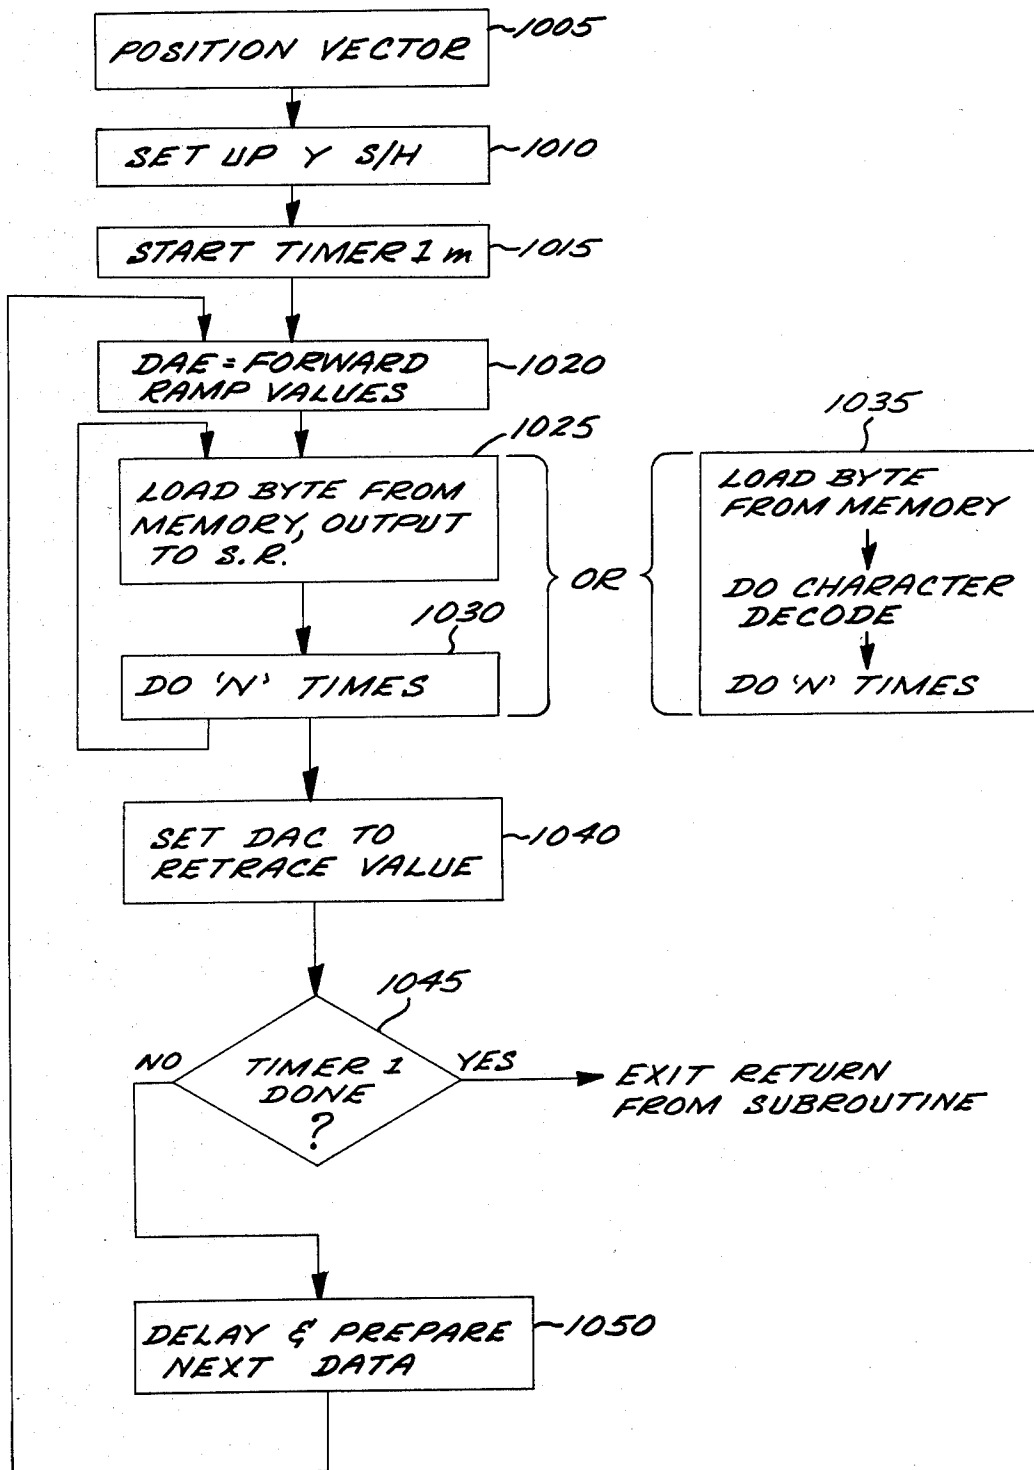 POSITION VECTOR
1005
SET UP Y S/H
1010
START TIMER 1 m
1015
DAE = FORWARD
RAMP VALUES
1020
1025
LOAD BYTE FROM
MEMORY, OUTPUT
TO S.R.
1030
DO 'N' TIMES
OR
1035
LOAD BYTE
FROM MEMORY
DO CHARACTER
DECODE
DO 'N' TIMES
SET DAC TO
RETRACE VALUE
1040
1045
NO
TIMER 1
DONE
?
YES
EXIT RETURN
FROM SUBROUTINE
DELAY & PREPARE
NEXT DATA
1050